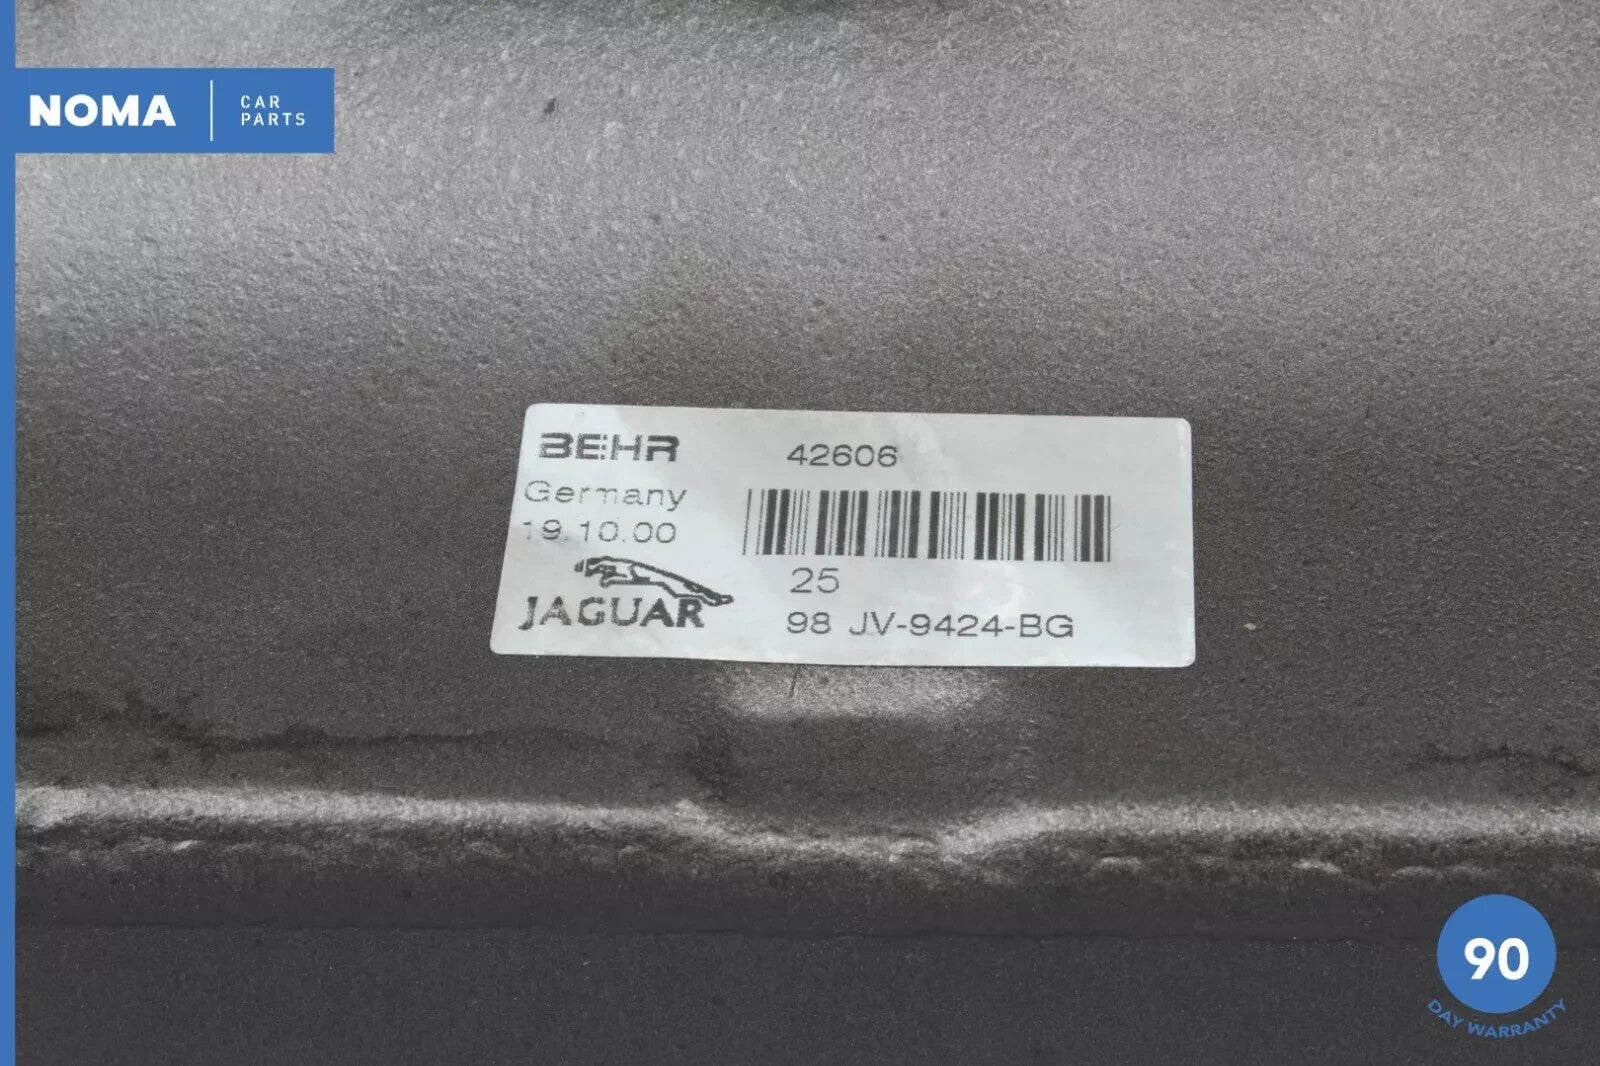 NOMA
CAR
PARTS
BEHR
Germany
19.10.00
JAGUAR
42606
25
98 JV-9424-BG
90
DAY WARRANTY